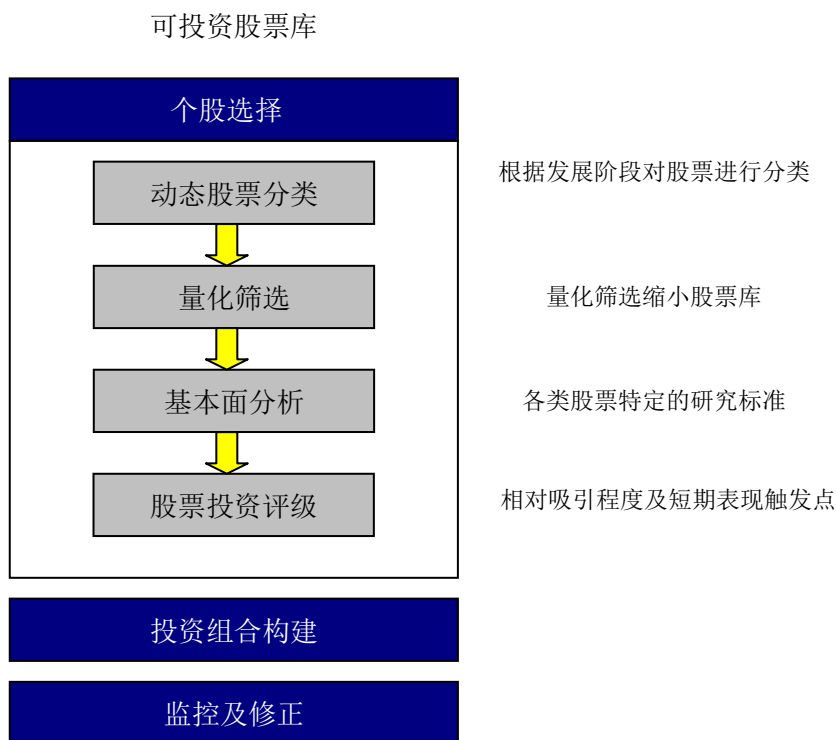 可投资股票库
个股选择
动态股票分类
根据发展阶段对股票进行分类
量化筛选
量化筛选缩小股票库
基本面分析
各类股票特定的研究标准
股票投资评级
相对吸引程度及短期表现触发点
投资组合构建
监控及修正